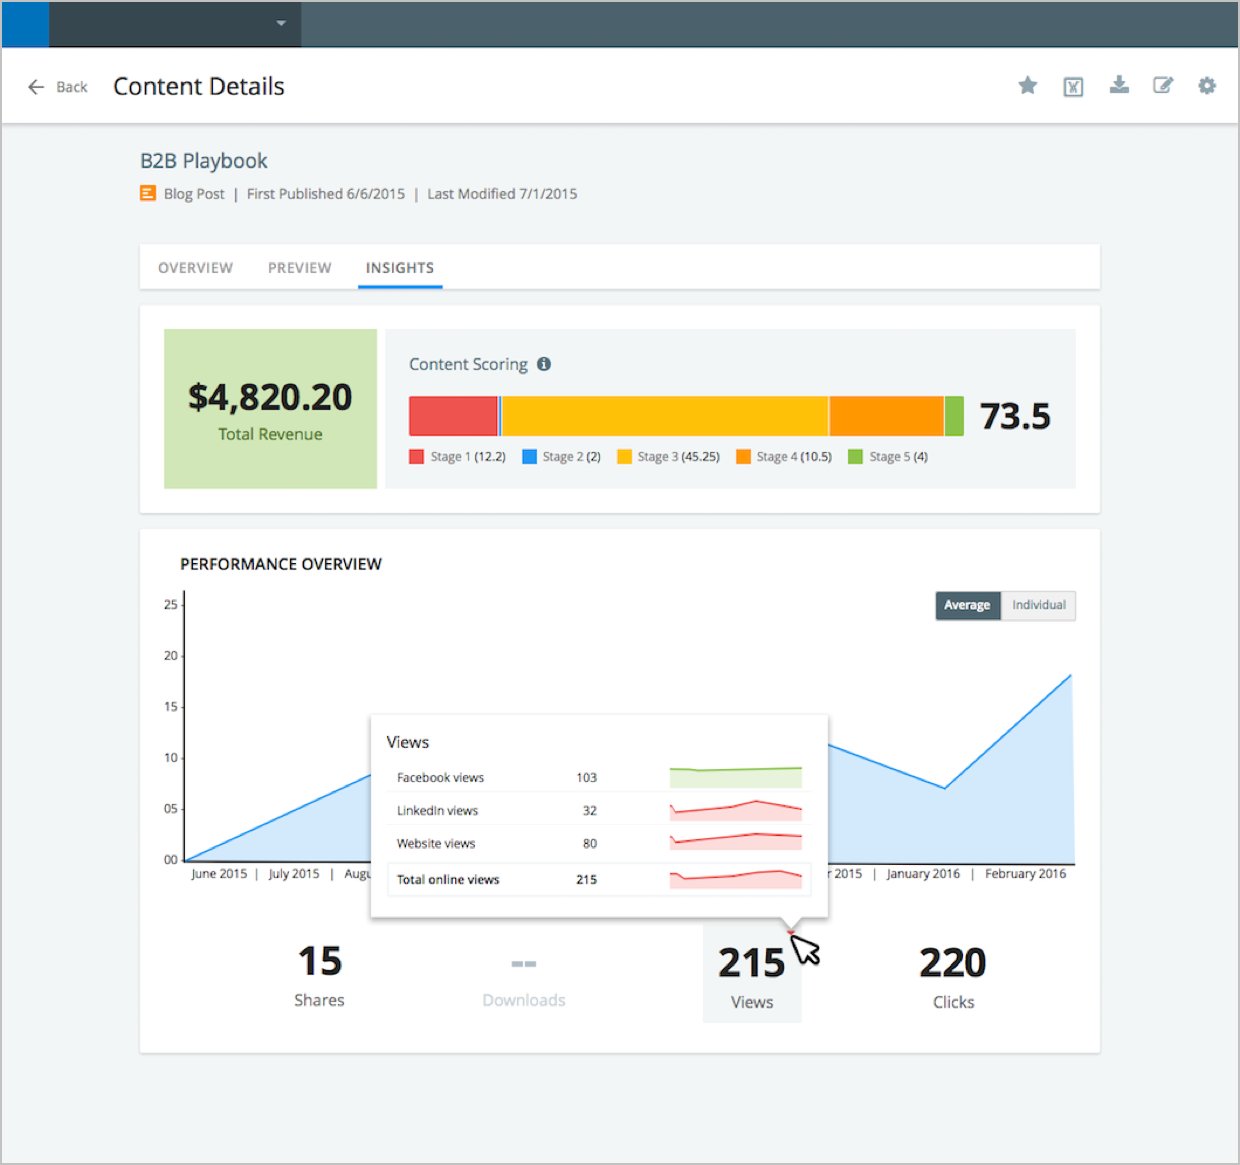 Back Content Details
B2B Playbook
Blog Post | First Published 6/6/2015 | Last Modified 7/1/2015
OVERVIEW PREVIEW INSIGHTS
$4,820.20
Total Revenue
Content Scoring
73.5
Stage 1 (12.2) Stage 2 (2) Stage 3 (45.25) Stage 4 (10.5) Stage 5 (4)
PERFORMANCE OVERVIEW
Average Individual
25
20
15
10
05
00
Views
Facebook views 103
LinkedIn views 32
Website views 80
Total online views 215
June 2015 | July 2015 | Augu r 2015 | January 2016 | February 2016
15
Shares
--
Downloads
215
Views
220
Clicks